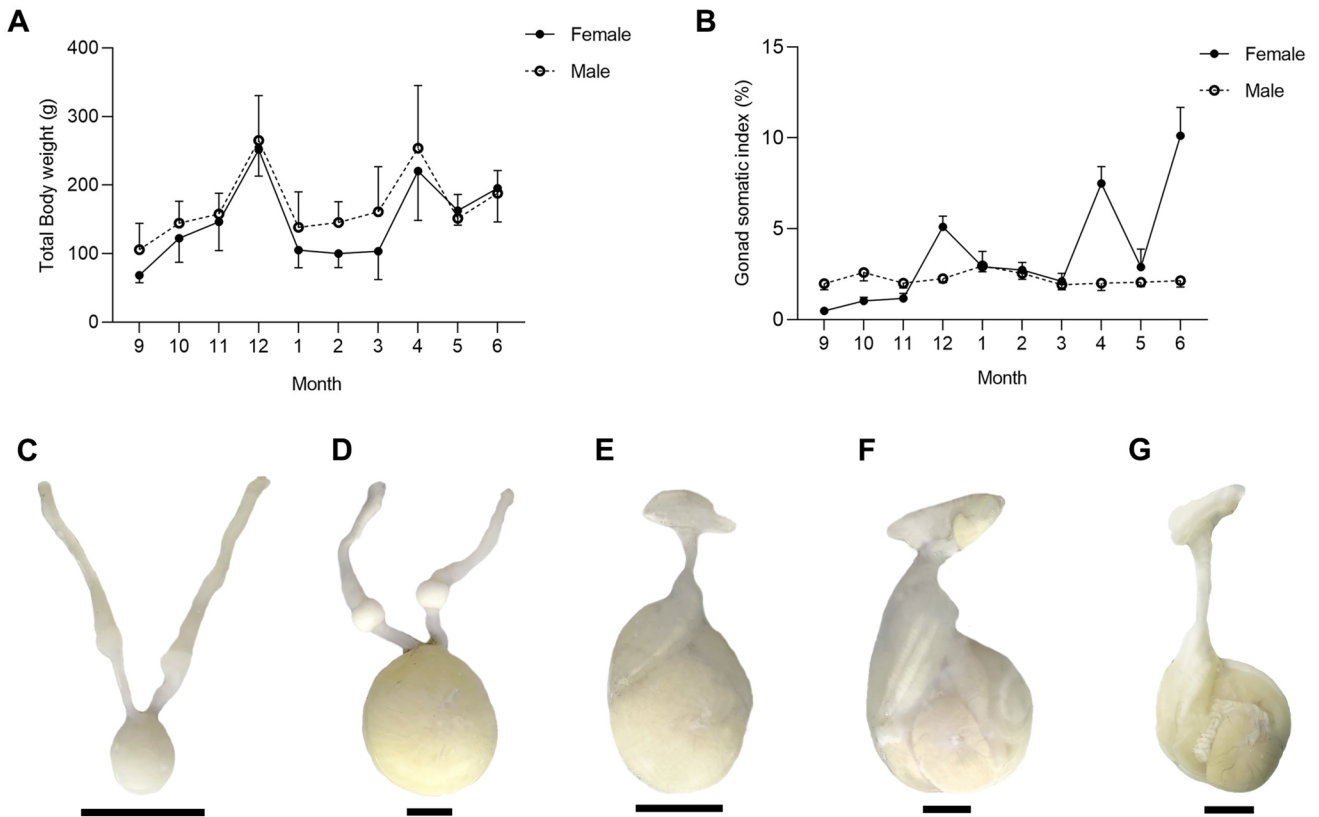 A
Total Body weight (g)
400
300
200
100
0
9 10 11 12 1 2 3 4 5 6
Month
Female
Male
B
Gonad somatic index (%)
15
10
5
0
9 10 11 12 1 2 3 4 5 6
Month
Female
Male
C D E F G